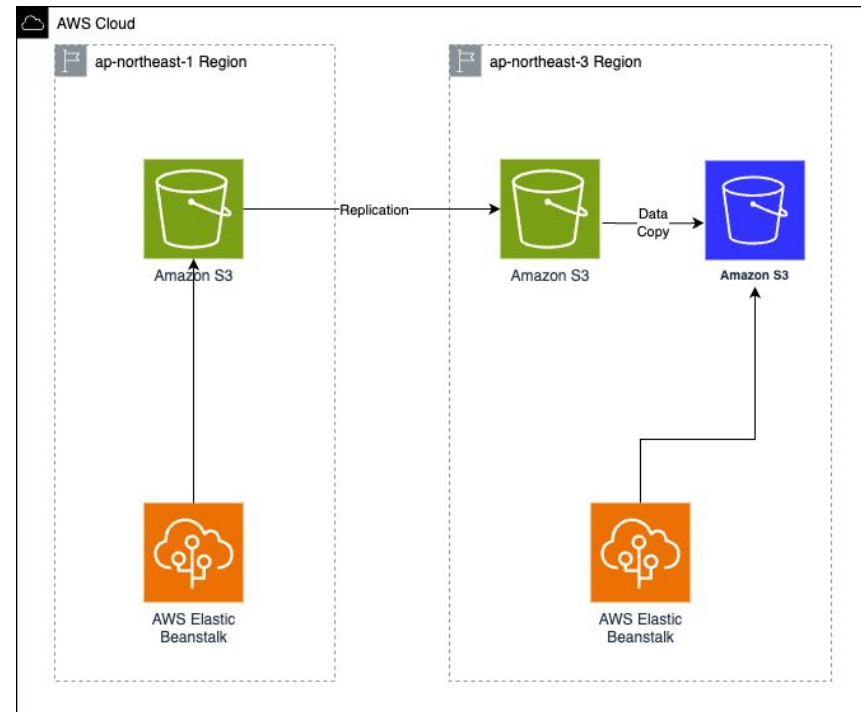 AWS Cloud
ap-northeast-1 Region
ap-northeast-3 Region
Replication
Data
Copy
Amazon S3
Amazon S3
Amazon S3
AWS Elastic
Beanstalk
AWS Elastic
Beanstalk